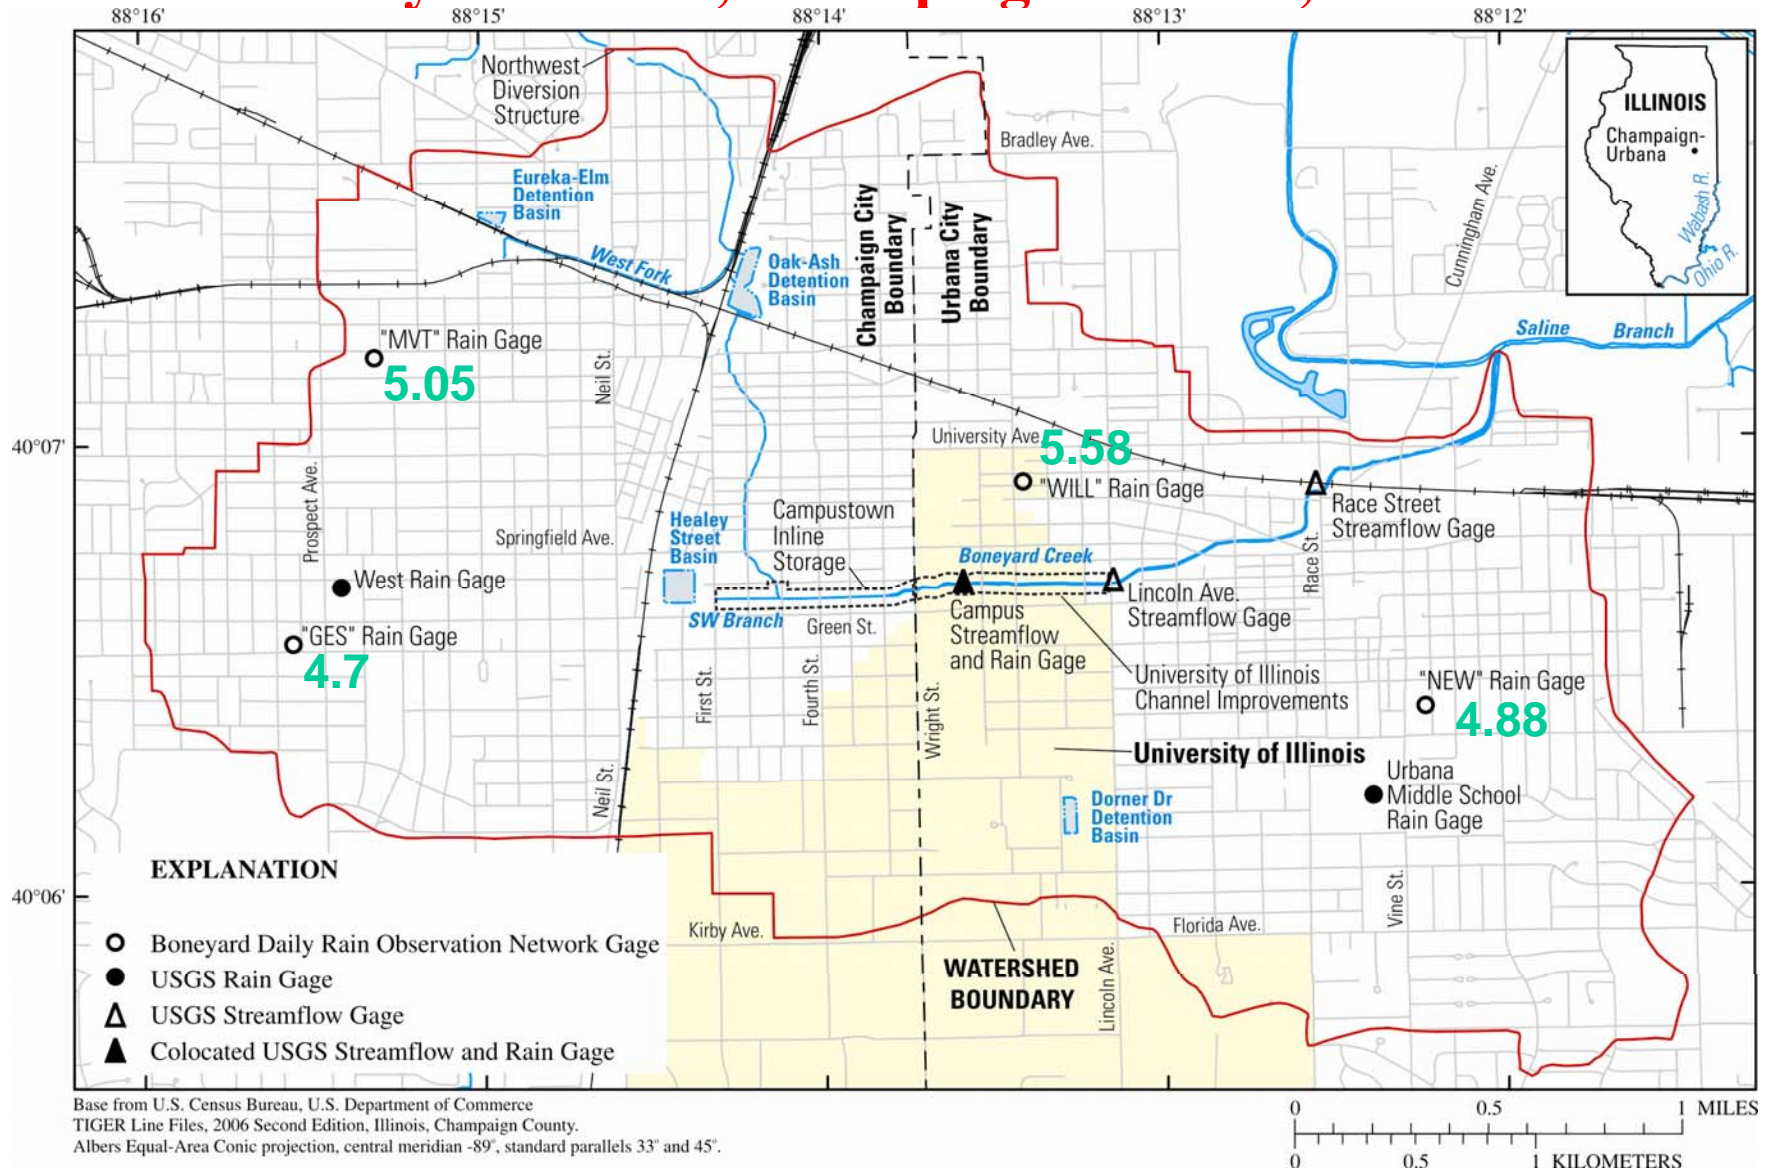 88°16'
88°15'
88°14'
88°13'
88°12'
Northwest
Diversion
Structure
ILLINOIS
Champaign-
Urbana
Wabash R.
Ohio R.
Bradley Ave.
Cunningham Ave.
Eureka-Elm
Detention
Basin
West Fork
Oak-Ash
Detention
Basin
Champaign City
Boundary
Urbana City
Boundary
Saline Branch
"MVT" Rain Gage
5.05
Neil St.
40°07'
University Ave.
5.58
"WILL" Rain Gage
Prospect Ave.
Springfield Ave.
Healey
Street
Basin
Campustown
Inline
Storage
Race Street
Streamflow Gage
Race St.
Boneyard Creek
West Rain Gage
"GES" Rain Gage
4.7
SW Branch
Green St.
Campus
Streamflow
and Rain Gage
Lincoln Ave.
Streamflow Gage
First St.
Fourth St.
Wright St.
University of Illinois
Channel Improvements
"NEW" Rain Gage
4.88
University of Illinois
Urbana
Middle School
Rain Gage
Neil St.
Dorner Dr
Detention
Basin
40°06'
Vine St.
Kirby Ave.
Florida Ave.
Lincoln Ave.
WATERSHED
BOUNDARY
EXPLANATION
Boneyard Daily Rain Observation Network Gage
USGS Rain Gage
USGS Streamflow Gage
Colocated USGS Streamflow and Rain Gage
Base from U.S. Census Bureau, U.S. Department of Commerce
TIGER Line Files, 2006 Second Edition, Illinois, Champaign County.
Albers Equal-Area Conic projection, central meridian -89°, standard parallels 33° and 45°.
0 0.5 1 MILES
0 0.5 1 KILOMETERS